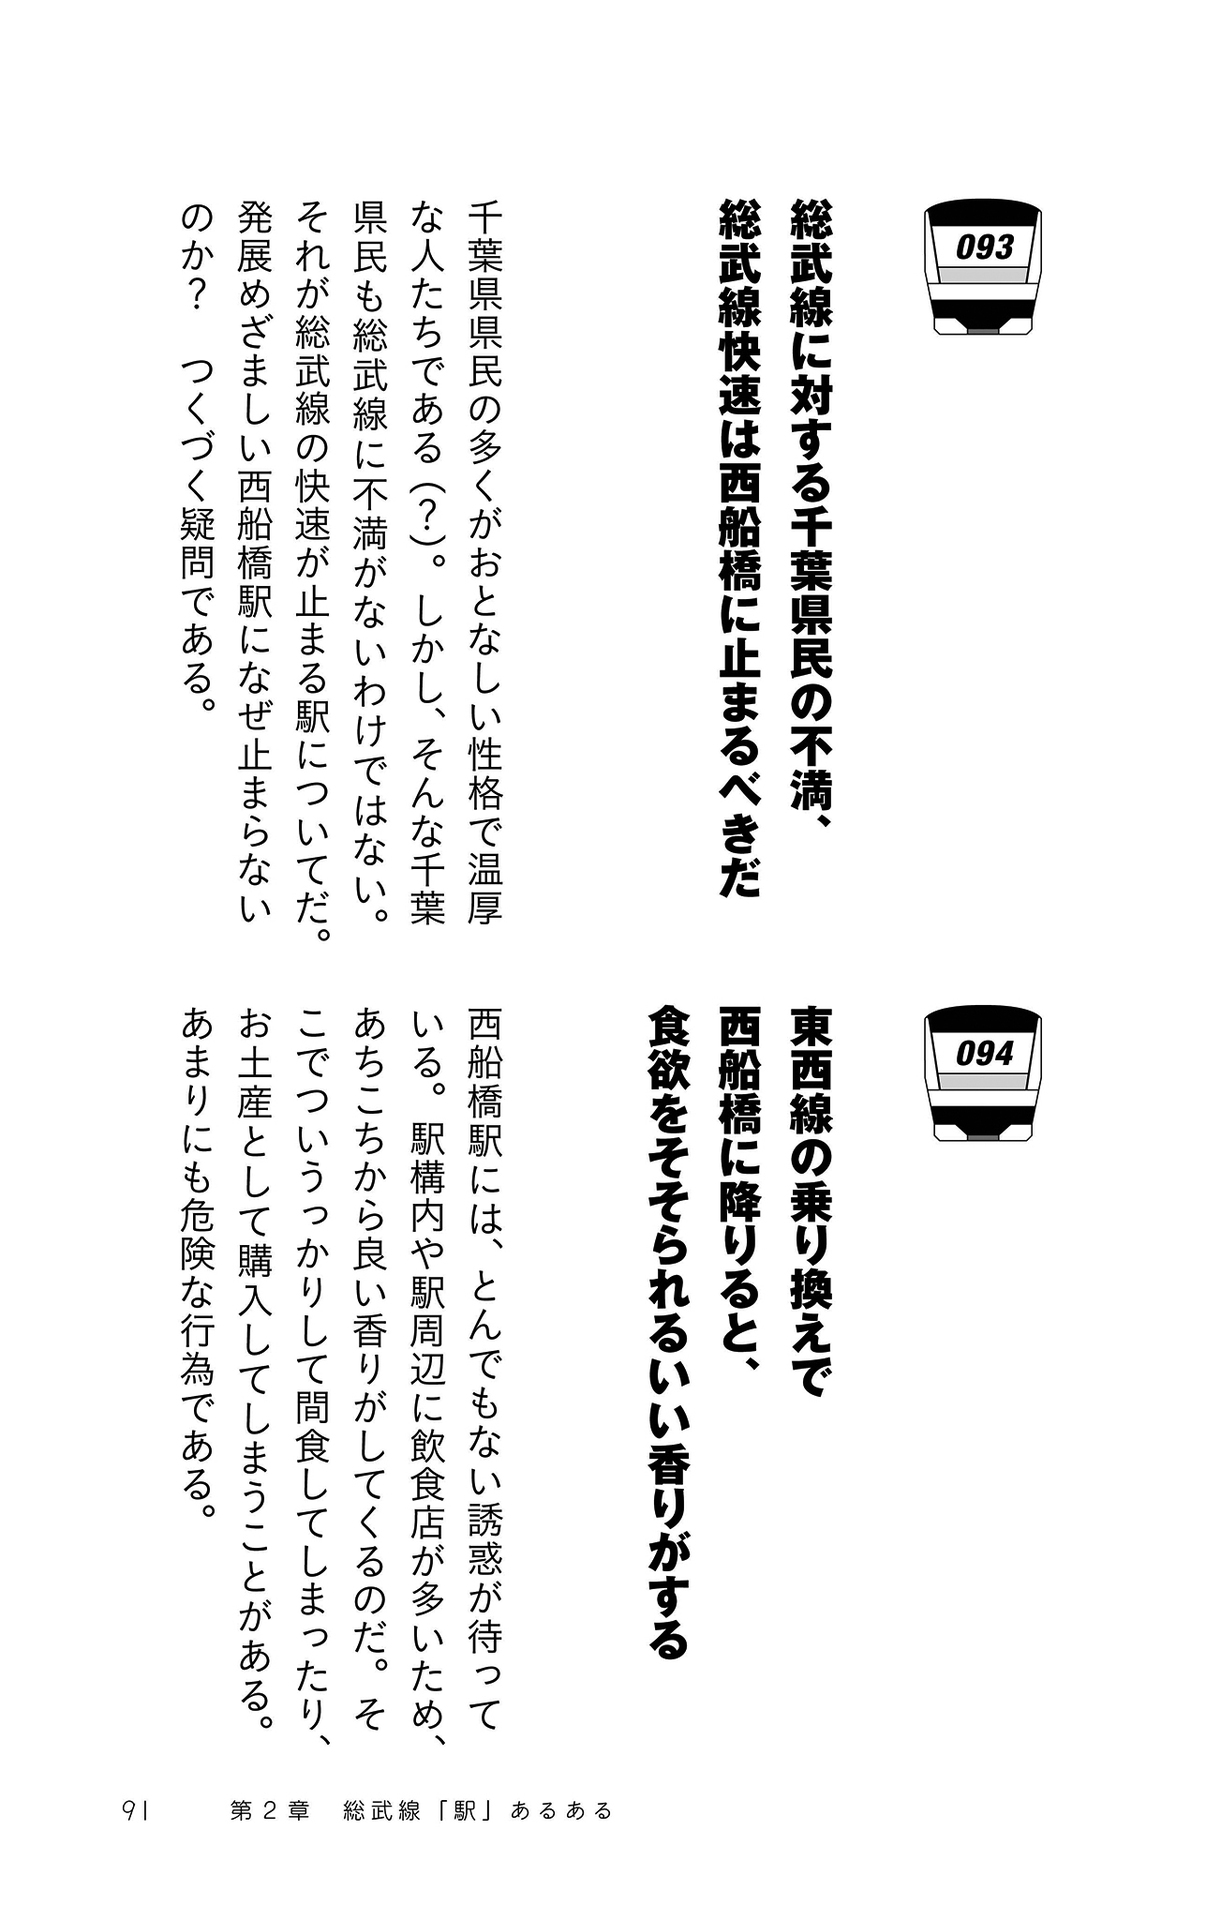 093
総武線に対する千葉県民の不満、
総武線快速は西船橋に止まるべきだ
千葉県県民の多くがおとなしい性格で温厚
な人たちである（？）。しかし、そんな千葉
県民も総武線に不満がないわけではない。
それが総武線の快速が止まる駅についてだ。
発展めざましい西船橋駅になぜ止まらない
のか？　つくづく疑問である。
094
東西線の乗り換えで
西船橋に降りると、
食欲をそそられるいい香りがする
西船橋駅には、とんでもない誘惑が待って
いる。駅構内や駅周辺に飲食店が多いため、
あちこちから良い香りがしてくるのだ。そ
こでついうっかりして間食してしまったり、
お土産として購入してしまうことがある。
あまりにも危険な行為である。
91　第２章　総武線「駅」あるある